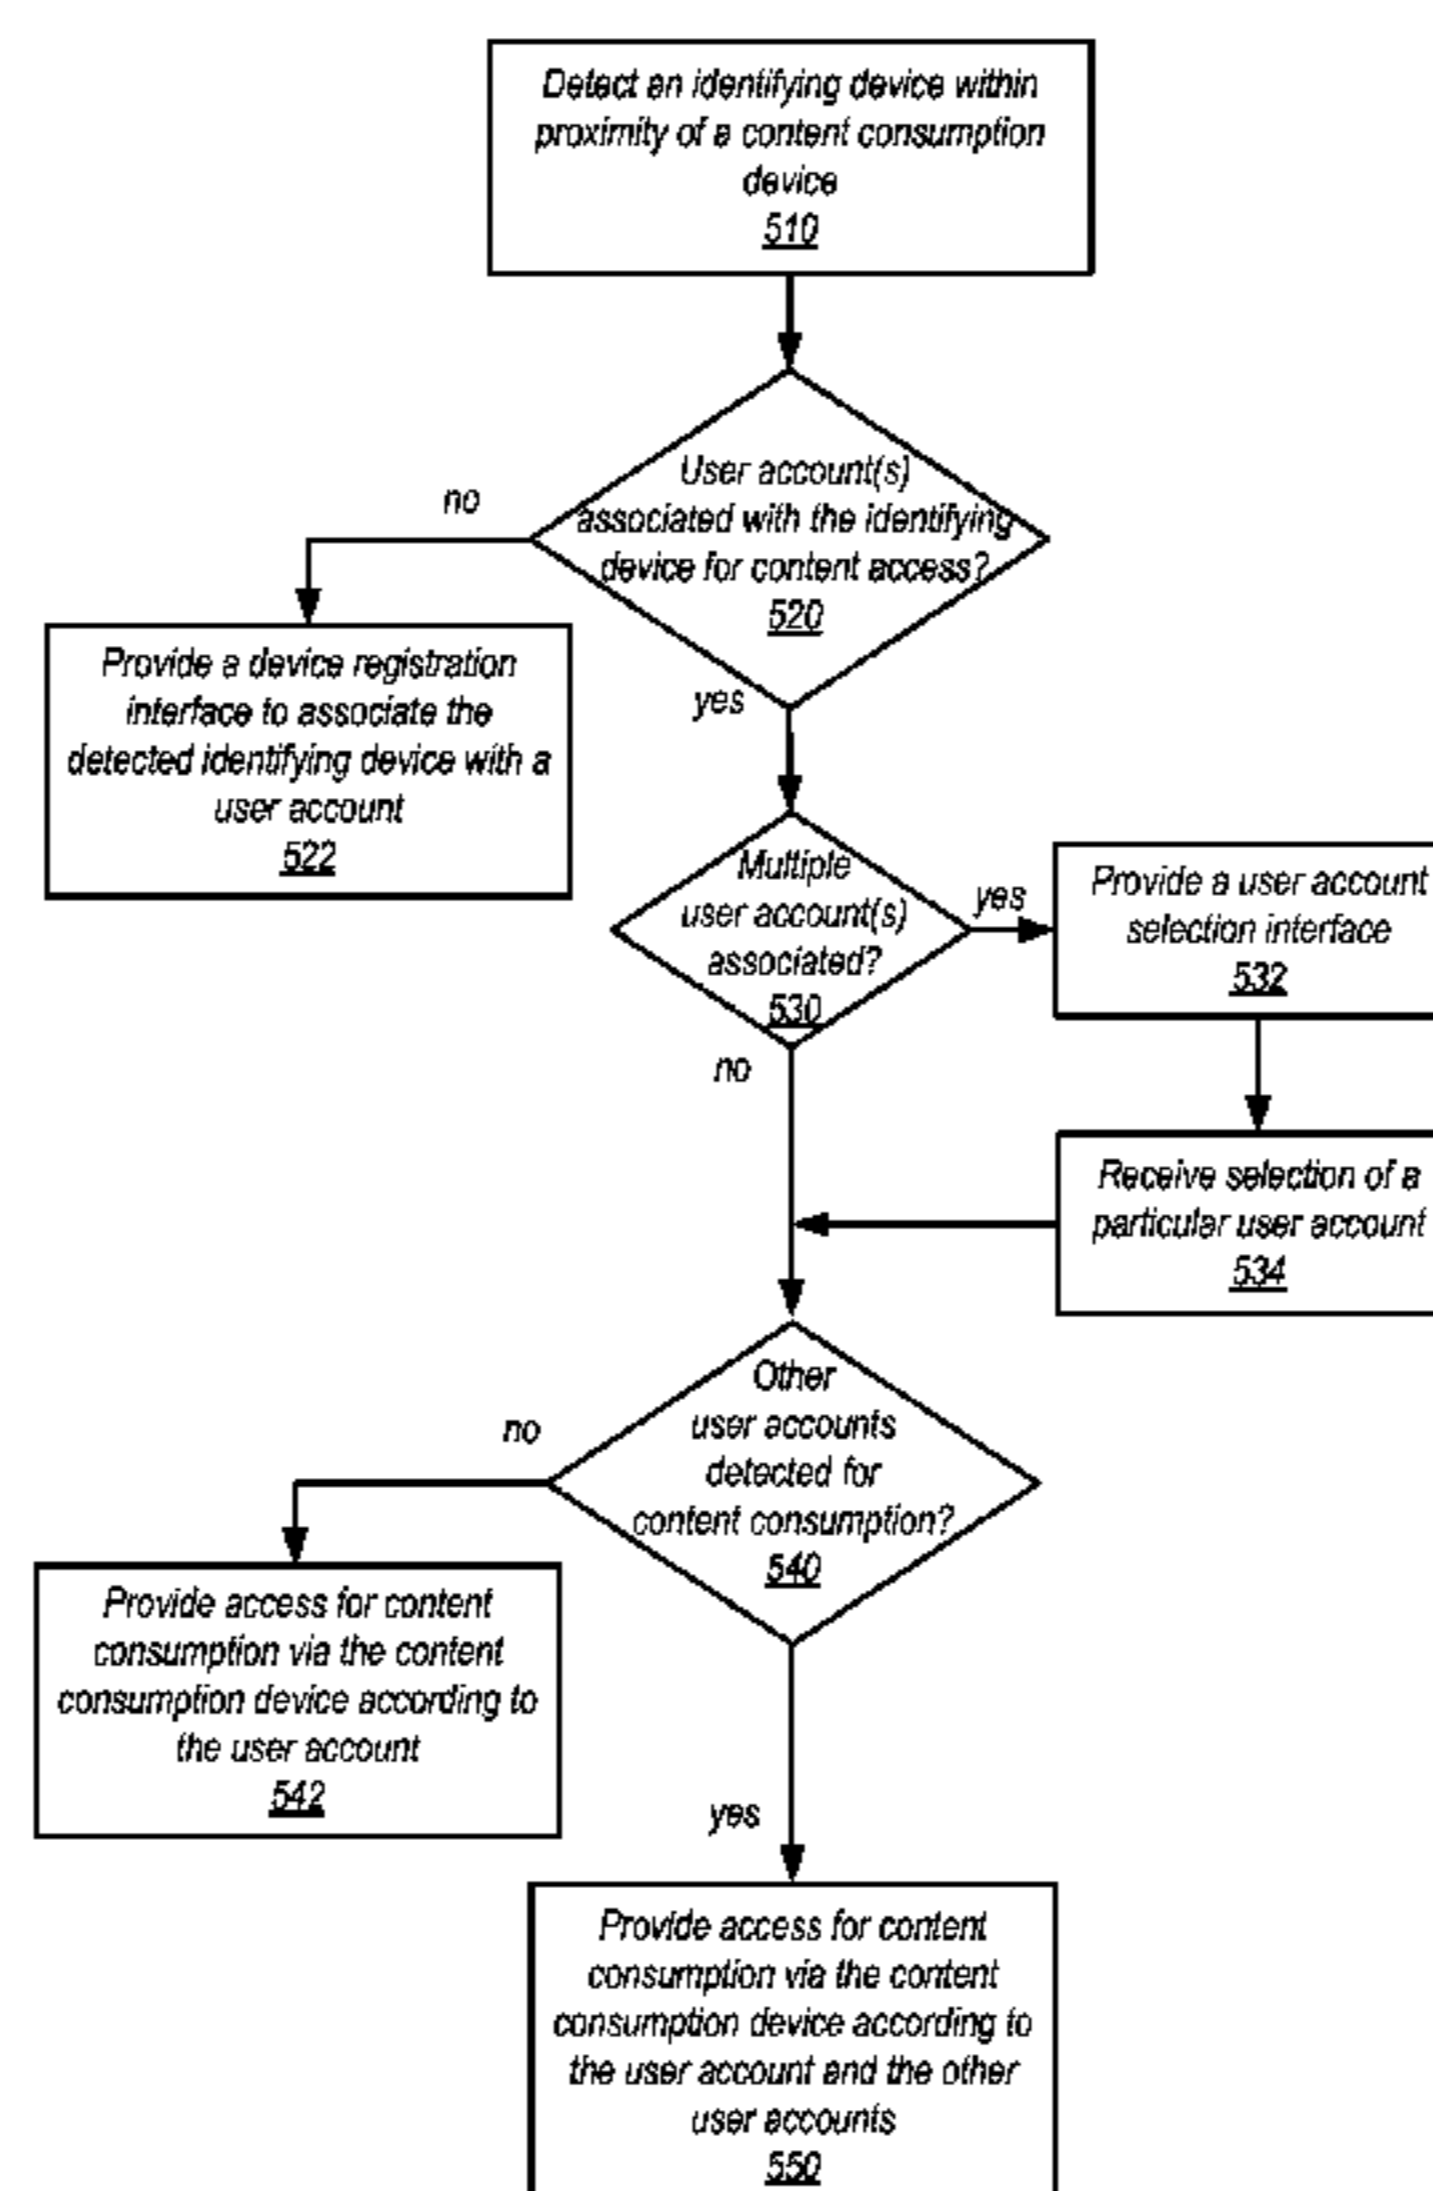 Detect an identifying device within
proximity of a content consumption
device
510
User account(s)
associated with the identifying
device for content access?
520
no
yes
Provide a device registration
interface to associate the
detected identifying device with a
user account
522
Multiple
user account(s)
associated?
530
yes
no
Provide a user account
selection interface
532
Receive selection of a
particular user account
534
Other
user accounts
detected for
content consumption?
540
no
yes
Provide access for content
consumption via the content
consumption device according to
the user account
542
Provide access for content
consumption via the content
consumption device according to
the user account and the other
user accounts
550